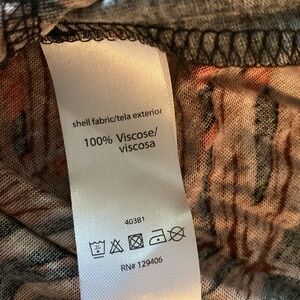 shell fabric/tela exterior
100% Viscose/
viscosa
40381
RN# 129406